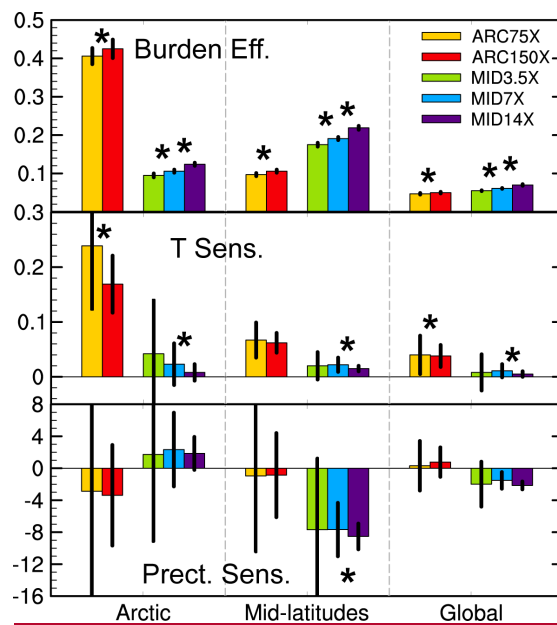 0.5
Burden Eff.
ARC75X
ARC150X
0.4
MID3.5X
MID7X
0.3
MID14X
0.2
0.1
0.3
T Sens.
0.2
0.1
0
8
4
0
-4
-8
-12
Prect. Sens.
-16
Arctic Mid-latitudes Global